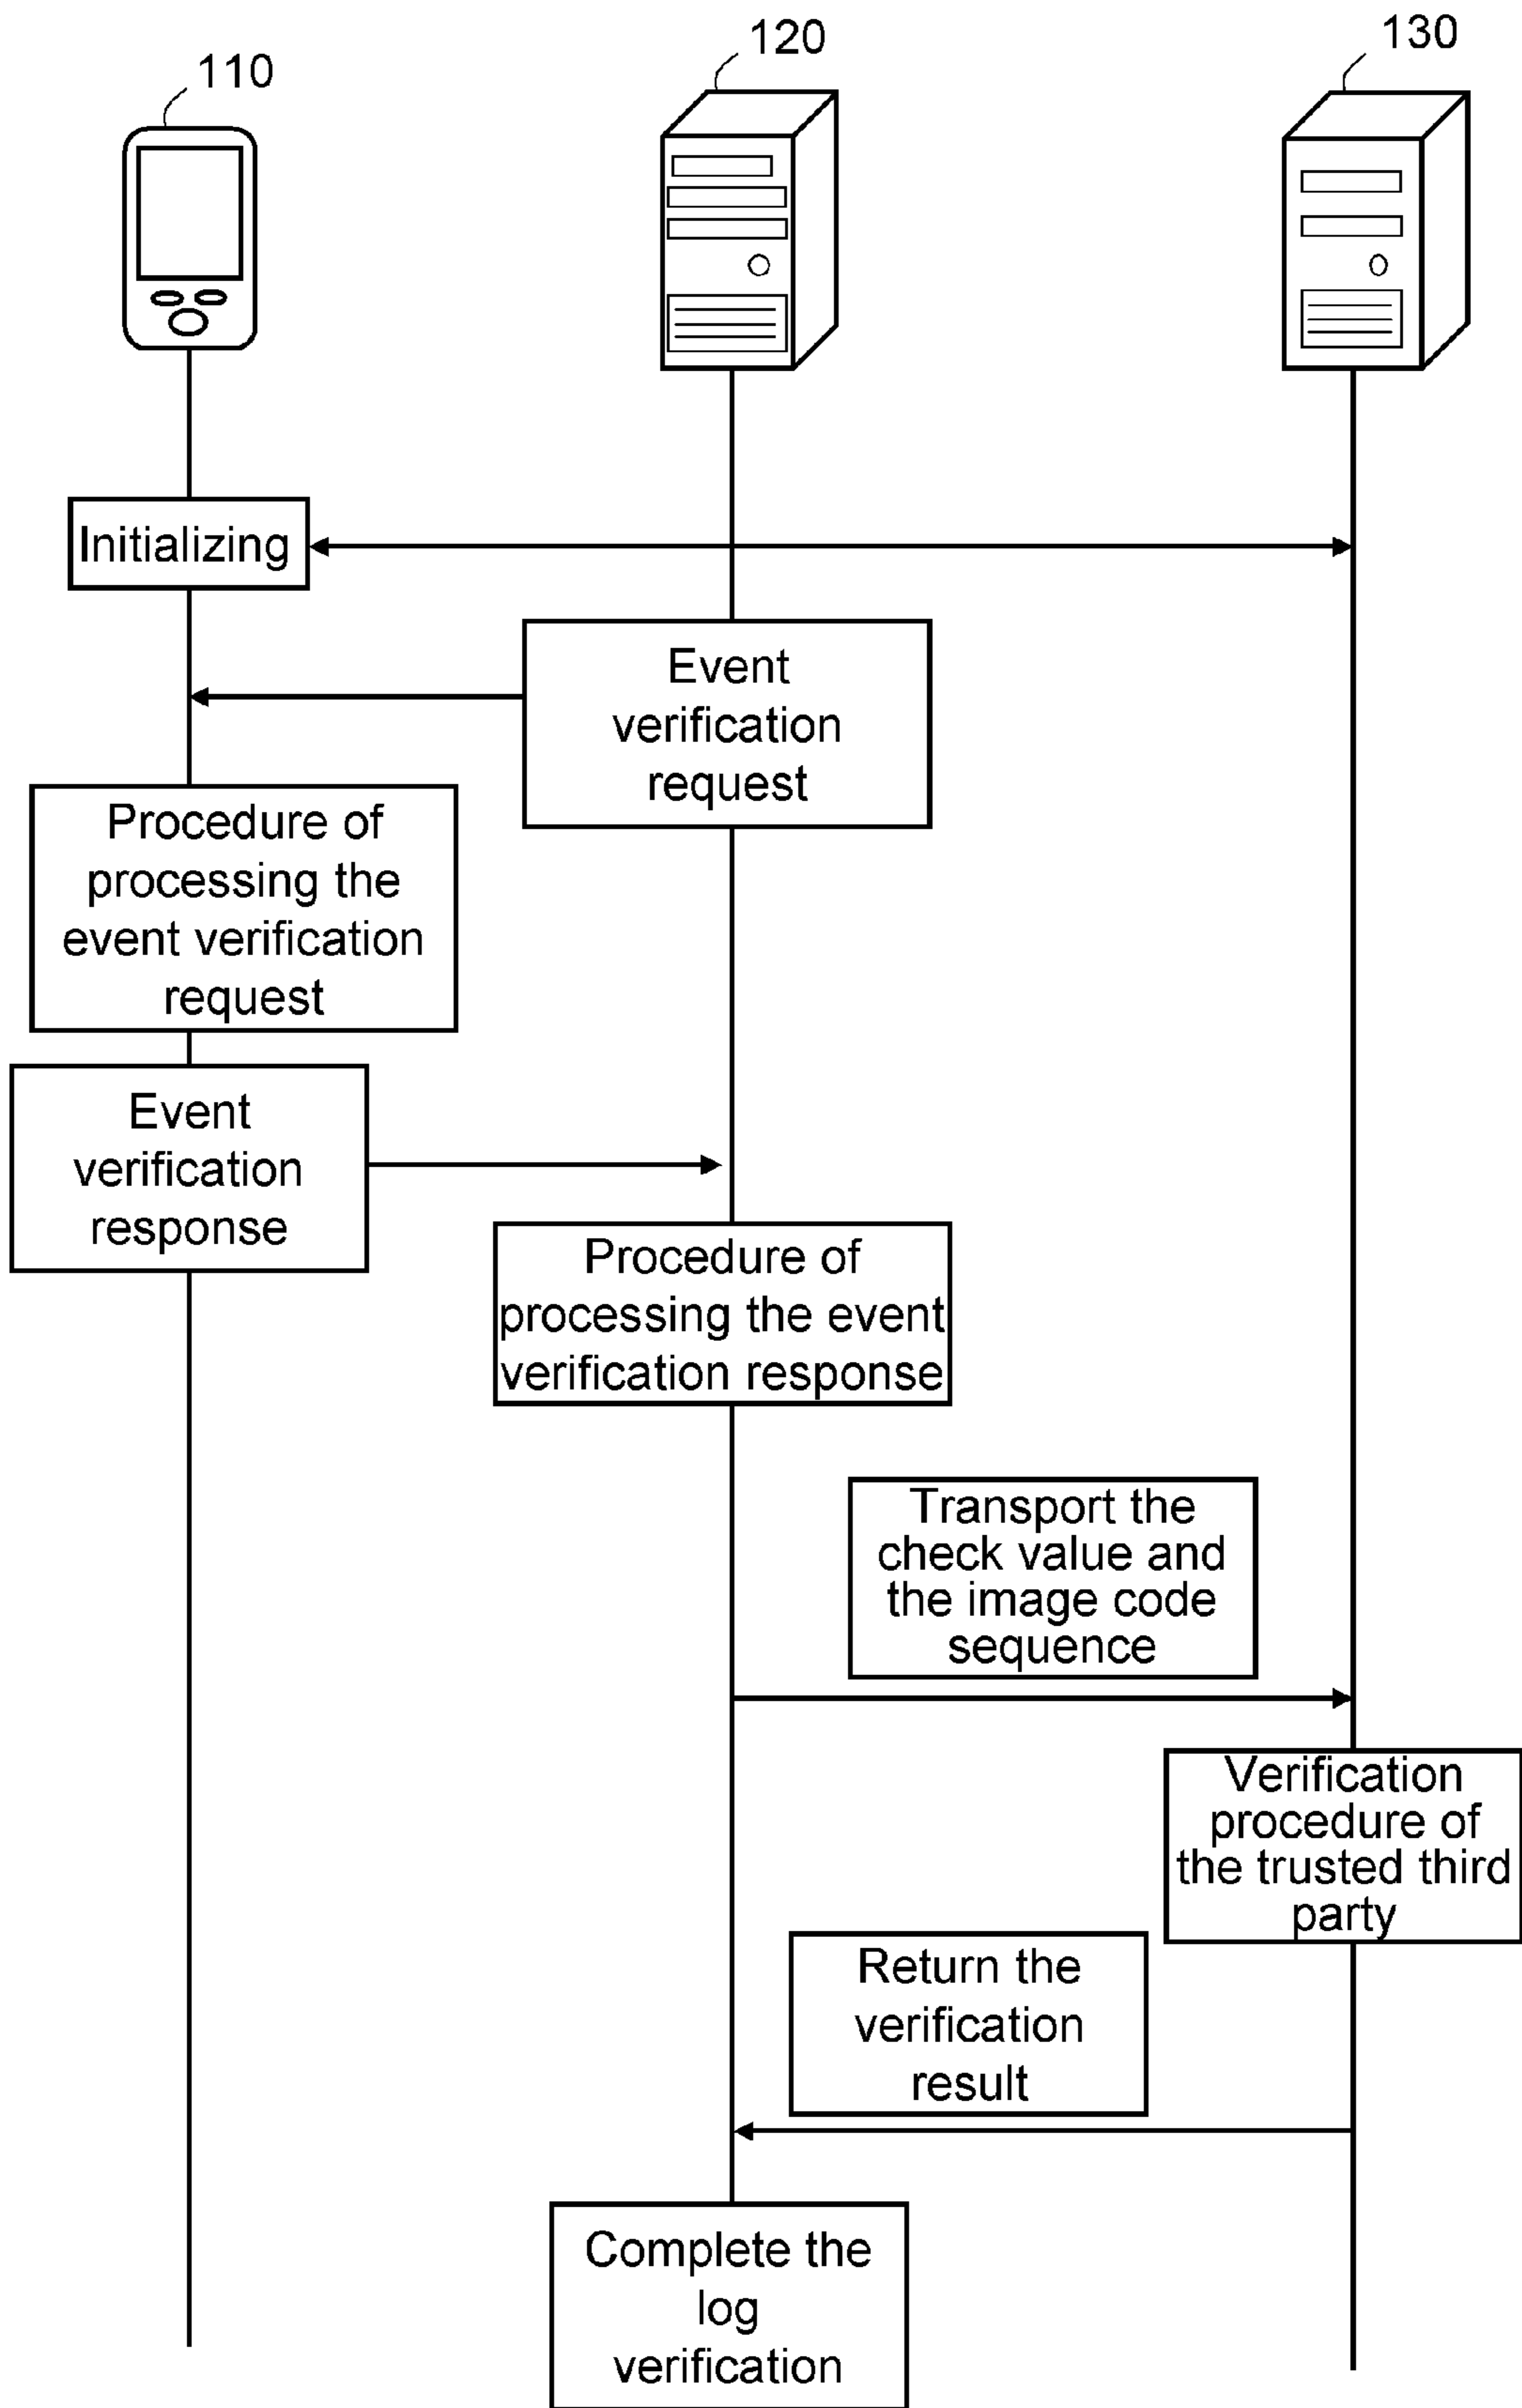 110
120
130
Initializing
Event
verification
request
Procedure of
processing the
event verification
request
Event
verification
response
Procedure of
processing the event
verification response
Transport the
check value and
the image code
sequence
Verification
procedure of
the trusted third
party
Return the
verification
result
Complete the
log
verification